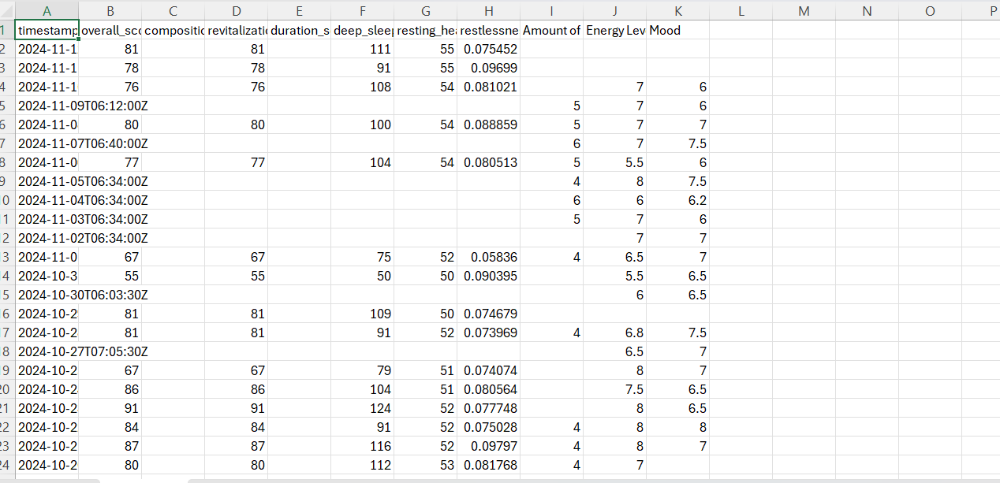 A B C D E F G H I J K L M N O P
1 timestamp overall_sco compositio revitalizatio duration_s deep_sleep resting_hea restlessne Amount of Energy Lev Mood
2 2024-11-1 81 81 111 55 0.075452
3 2024-11-1 78 78 91 55 0.09699
4 2024-11-1 76 76 108 54 0.081021 7 6
5 2024-11-09T06:12:00Z 5 7 6
6 2024-11-0 80 80 100 54 0.088859 5 7 7
7 2024-11-07T06:40:00Z 6 7 7.5
8 2024-11-0 77 77 104 54 0.080513 5 5.5 6
9 2024-11-05T06:34:00Z 4 8 7.5
0 2024-11-04T06:34:00Z 6 6 6.2
1 2024-11-03T06:34:00Z 5 7 6
2 2024-11-02T06:34:00Z 7 7
3 2024-11-0 67 67 75 52 0.05836 4 6.5 7
4 2024-10-3 55 55 50 50 0.090395 5.5 6.5
5 2024-10-30T06:03:30Z 6 6.5
6 2024-10-2 81 81 109 50 0.074679
7 2024-10-2 81 81 91 52 0.073969 4 6.8 7.5
8 2024-10-27T07:05:30Z 6.5 7
9 2024-10-2 67 67 79 51 0.074074 8 7
20 2024-10-2 86 86 104 51 0.080564 7.5 6.5
21 2024-10-2 91 91 124 52 0.077748 8 6.5
22 2024-10-2 84 84 91 52 0.075028 4 8 8
23 2024-10-2 87 87 116 52 0.09797 4 8 7
24 2024-10-2 80 80 112 53 0.081768 4 7